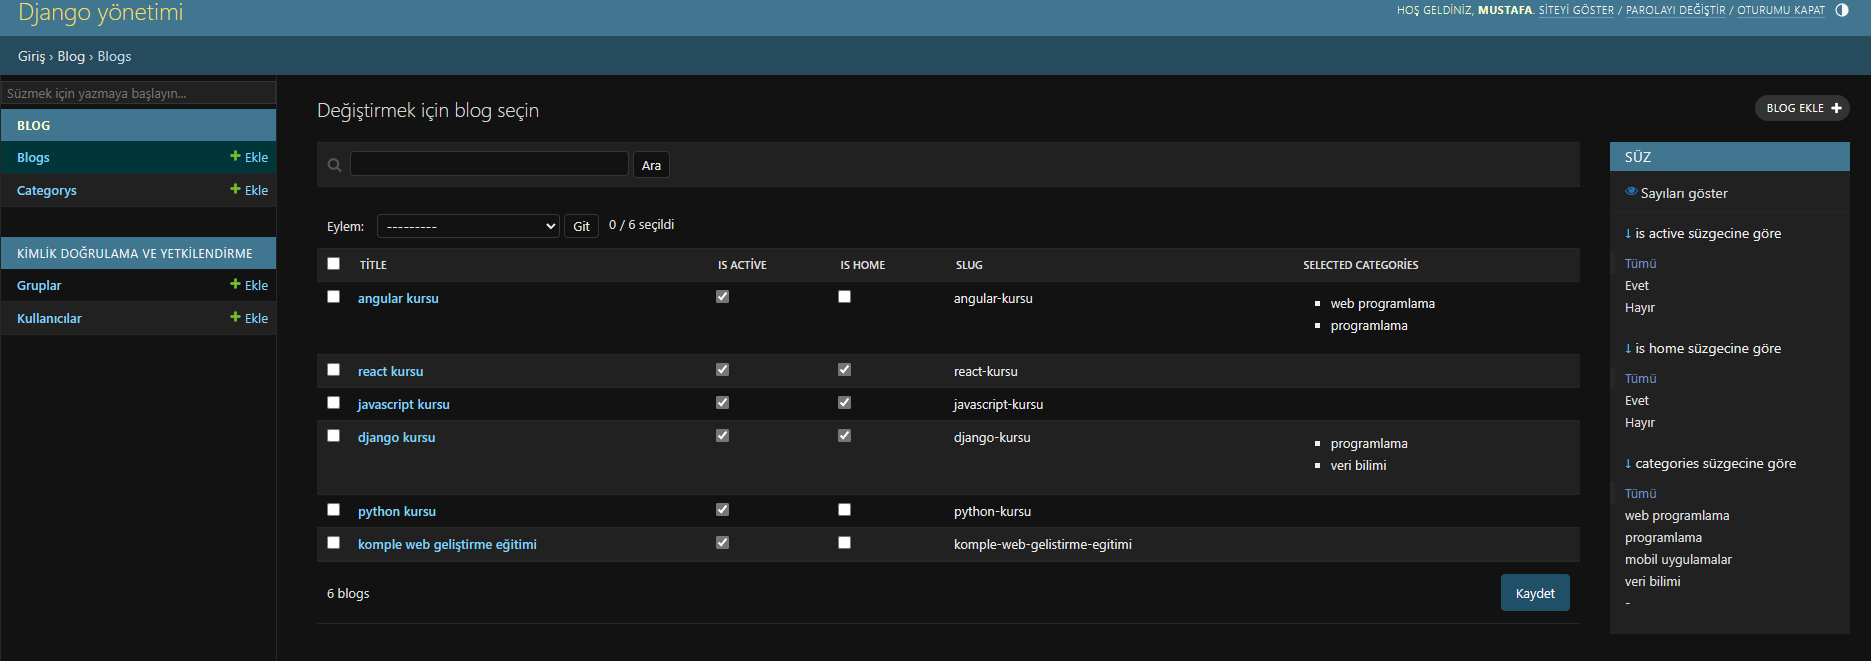 Django yönetimi
HOŞ GELDİNİZ, MUSTAFA. SİTEYİ GÖSTER / PAROLAYI DEĞİŞTİR / OTURUMU KAPAT
Giriş › Blog › Blogs
Süzmek için yazmaya başlayın...
BLOG
Blogs
Ekle
Categorys
Ekle
KİMLİK DOĞRULAMA VE YETKİLENDİRME
Gruplar
Ekle
Kullanıcılar
Ekle
Değiştirmek için blog seçin
BLOG EKLE
Ara
Eylem: --------- Git 0 / 6 seçildi
TİTLE IS ACTİVE IS HOME SLUG SELECTED CATEGORİES
angular kursu angular-kursu
web programlama
programlama
react kursu react-kursu
javascript kursu javascript-kursu
django kursu django-kursu
programlama
veri bilimi
python kursu python-kursu
komple web geliştirme eğitimi komple-web-gelistirme-egitimi
6 blogs
Kaydet
SÜZ
Sayıları göster
↓ is active süzgecine göre
Tümü
Evet
Hayır
↓ is home süzgecine göre
Tümü
Evet
Hayır
↓ categories süzgecine göre
Tümü
web programlama
programlama
mobil uygulamalar
veri bilimi
-